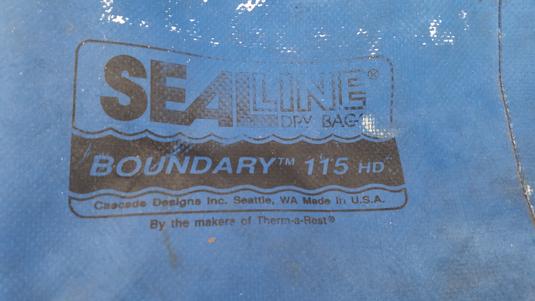 SEALLINE®
DRY BAGS
BOUNDARY™ 115 HD
Cascade Designs Inc. Seattle, WA Made in U.S.A.
By the makers of Therm-a-Rest®